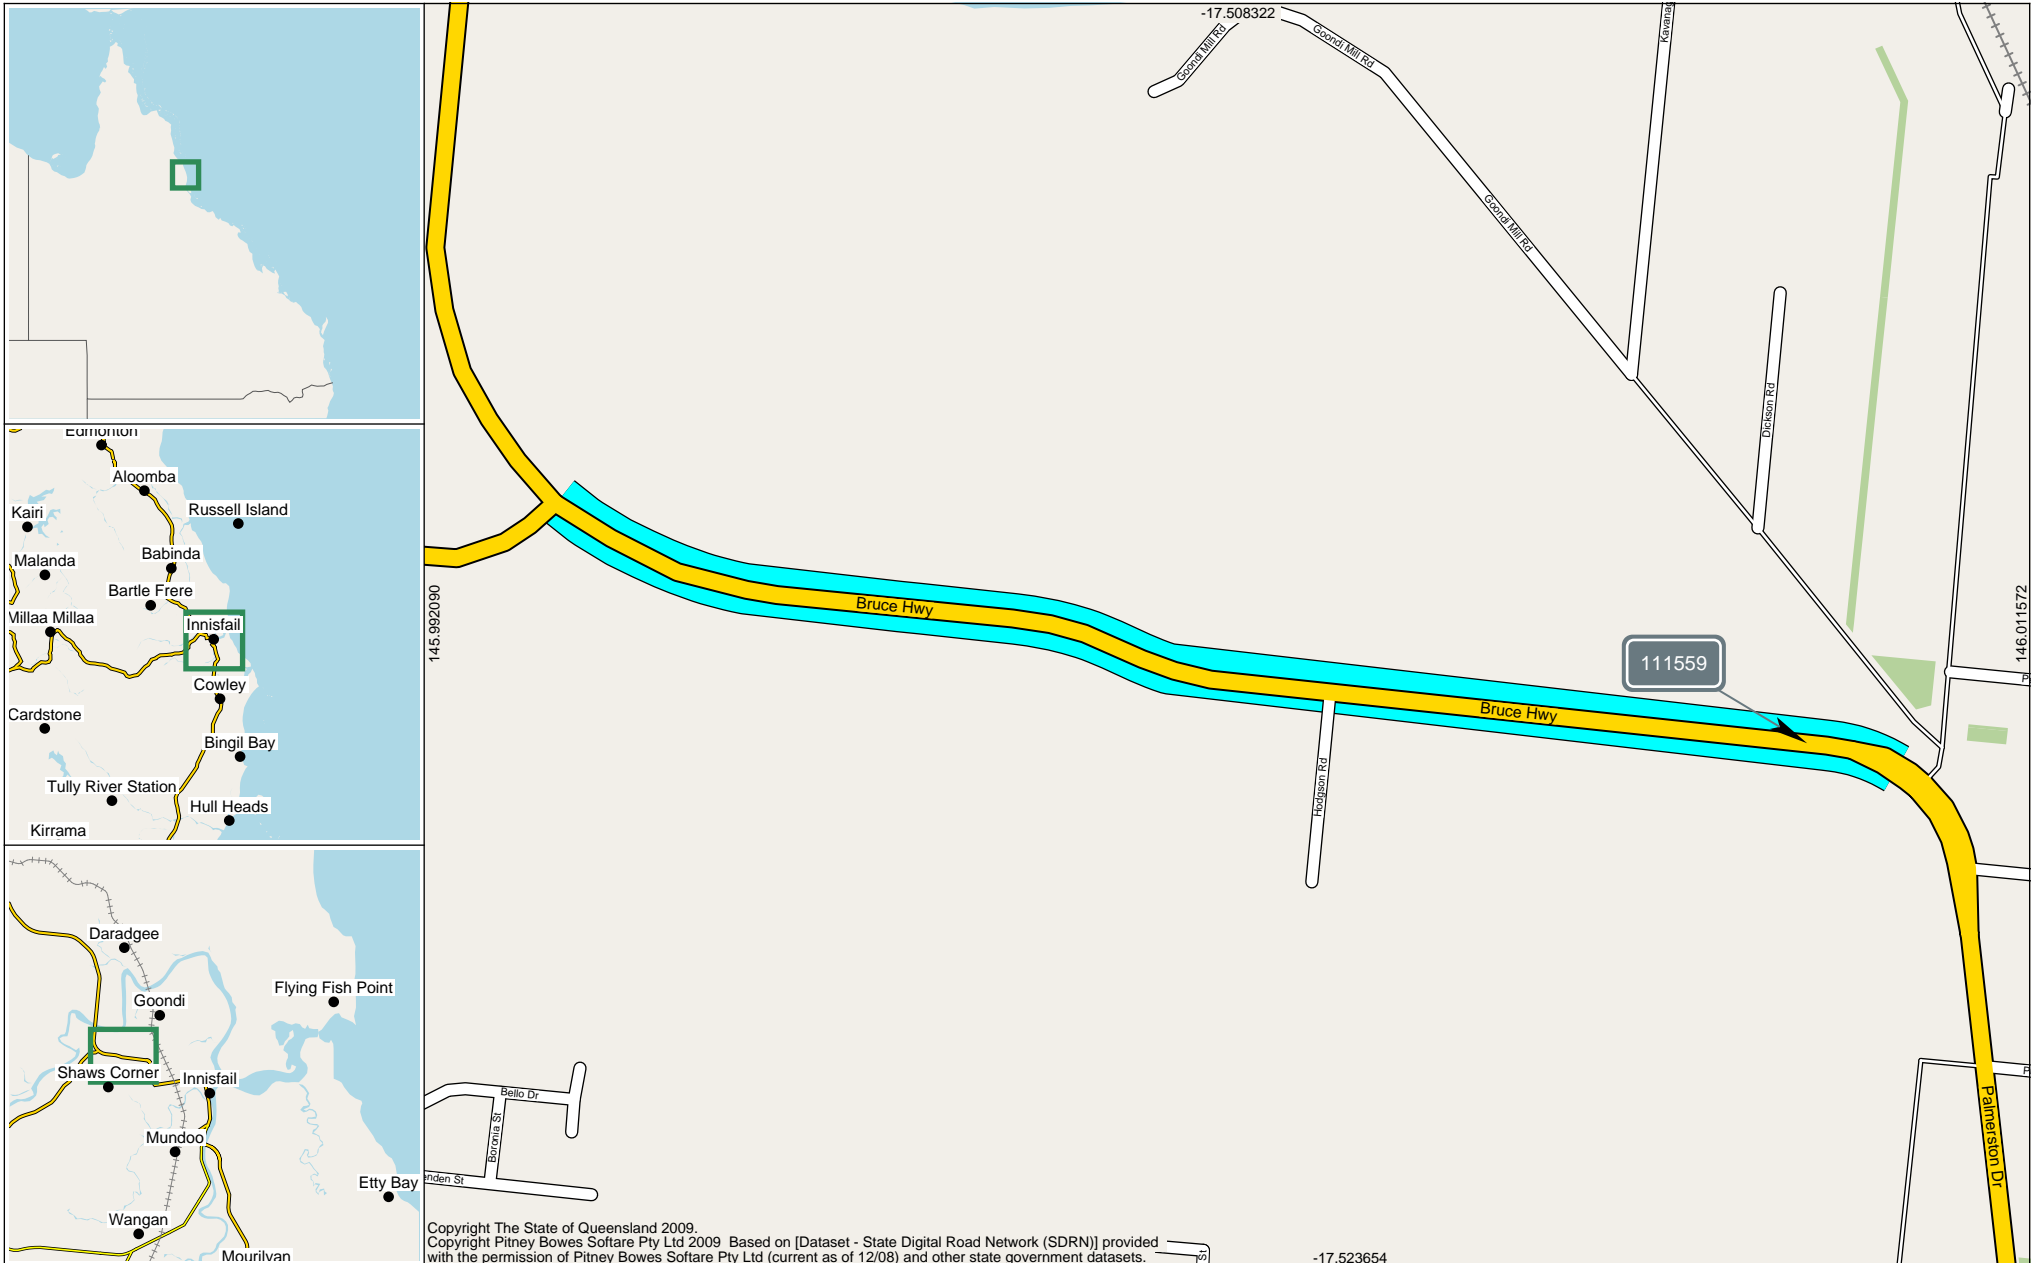 Edmonton
Aloomba
Russell Island
Kairi
Babinda
Malanda
Bartle Frere
Millaa Millaa
Innisfail
Cowley
Cardstone
Bingil Bay
Tully River Station
Hull Heads
Kirrama
Daradgee
Flying Fish Point
Goondi
Shaws Corner
Innisfail
Mundoo
Etty Bay
Wangan
Mourilyan
-17.508322
Goondi Mill Rd
Goondi Mill Rd
Kavanag
Goondi Mill Rd
Dickson Rd
145.992090
146.011572
Bruce Hwy
111559
Bruce Hwy
Hodgson Rd
P
Bello Dr
Boronia St
enden St
P
Palmerston Dr
St
Copyright The State of Queensland 2009.
Copyright Pitney Bowes Softare Pty Ltd 2009 Based on [Dataset - State Digital Road Network (SDRN)] provided
with the permission of Pitney Bowes Softare Pty Ltd (current as of 12/08) and other state government datasets.
-17.523654